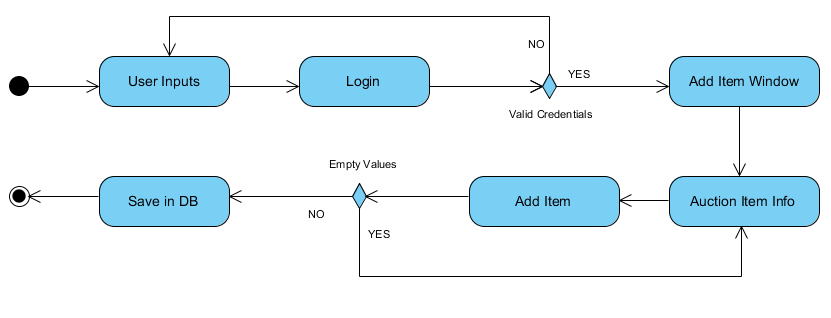 NO
User Inputs
Login
YES
Add Item Window
Valid Credentials
Empty Values
Save in DB
NO
YES
Add Item
Auction Item Info